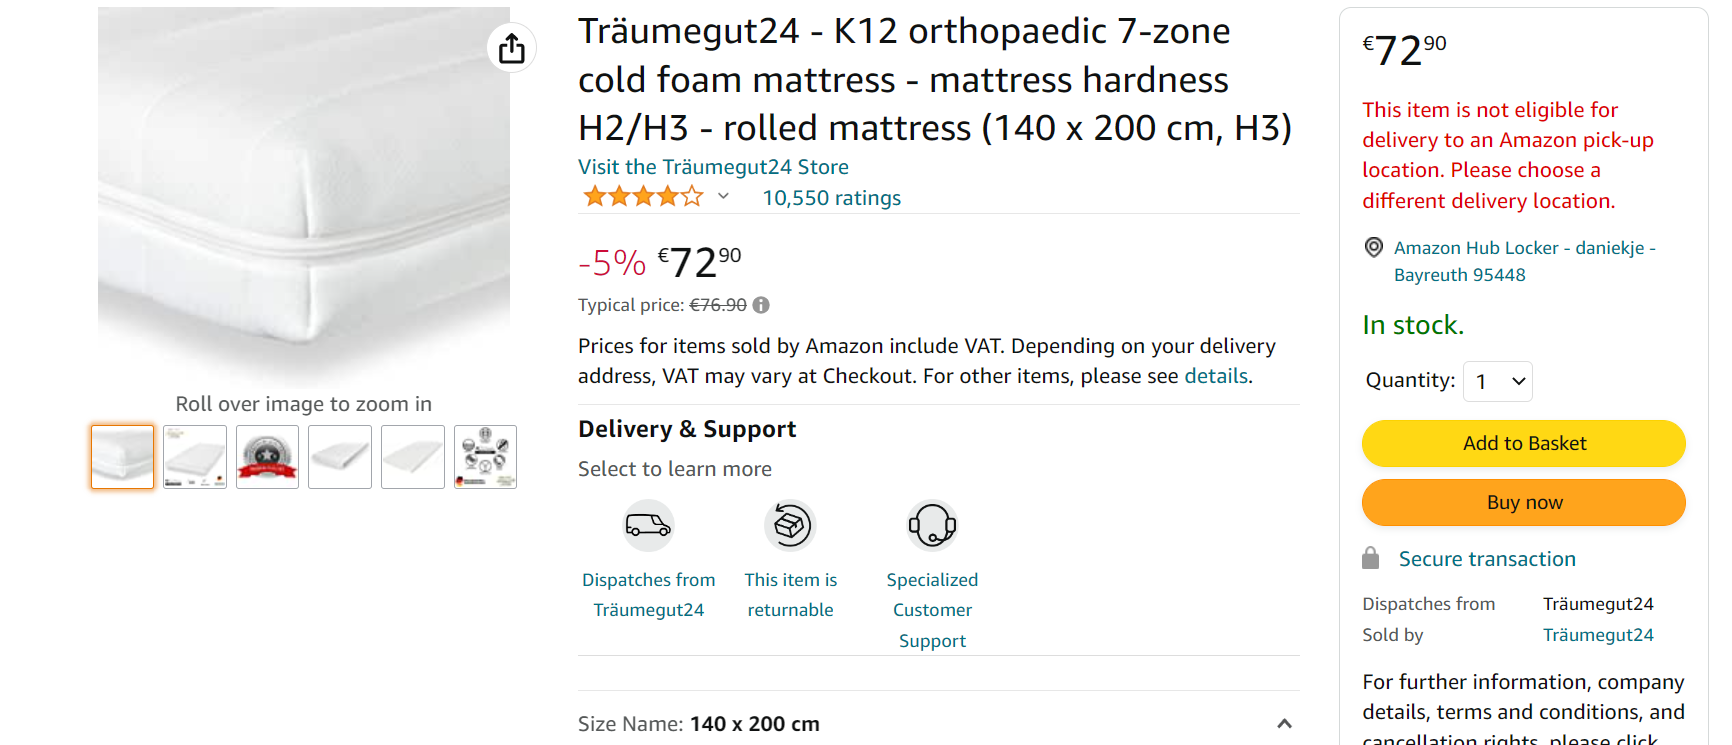 Träumegut24 - K12 orthopaedic 7-zone
cold foam mattress - mattress hardness
H2/H3 - rolled mattress (140 x 200 cm, H3)
Visit the Träumegut24 Store
10,550 ratings
-5% €72⁹⁰
Typical price: €76.90
Prices for items sold by Amazon include VAT. Depending on your delivery
address, VAT may vary at Checkout. For other items, please see details.
Delivery & Support
Select to learn more
Dispatches from
Träumegut24
This item is
returnable
Specialized
Customer
Support
Size Name: 140 x 200 cm
Roll over image to zoom in
€72⁹⁰
This item is not eligible for
delivery to an Amazon pick-up
location. Please choose a
different delivery location.
Amazon Hub Locker - daniekje -
Bayreuth 95448
In stock.
Quantity: 1
Add to Basket
Buy now
Secure transaction
Dispatches from Träumegut24
Sold by Träumegut24
For further information, company
details, terms and conditions, and
cancellation rights, please click